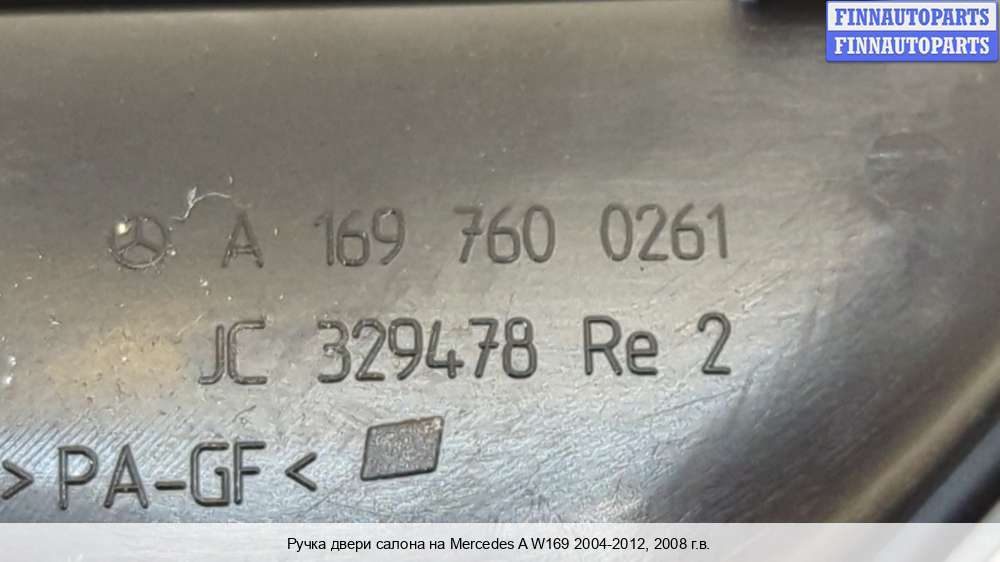 FINNAUTOPARTS
FINNAUTOPARTS
A 169 760 0261
JC 329478 Re 2
>PA-GF<
Ручка двери салона на Mercedes A W169 2004-2012, 2008 г.в.